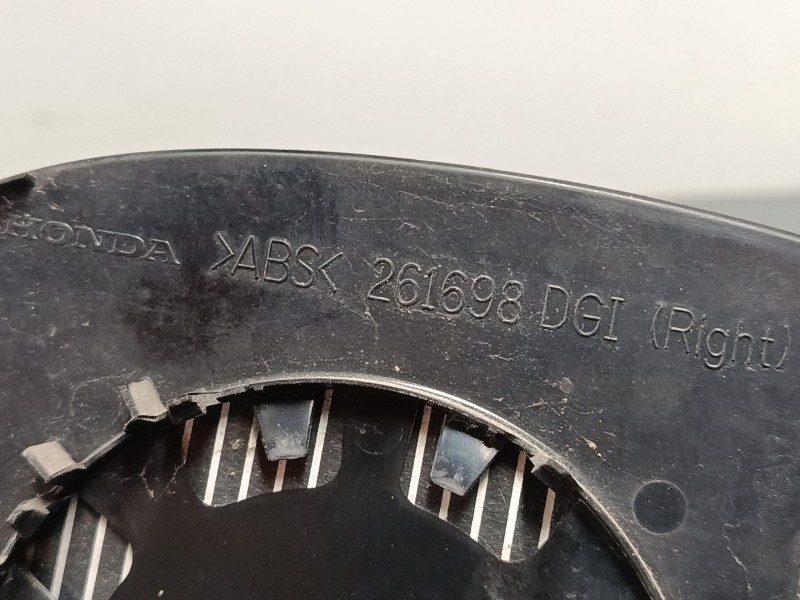 HONDA >ABS< 261698 DGI (Right)